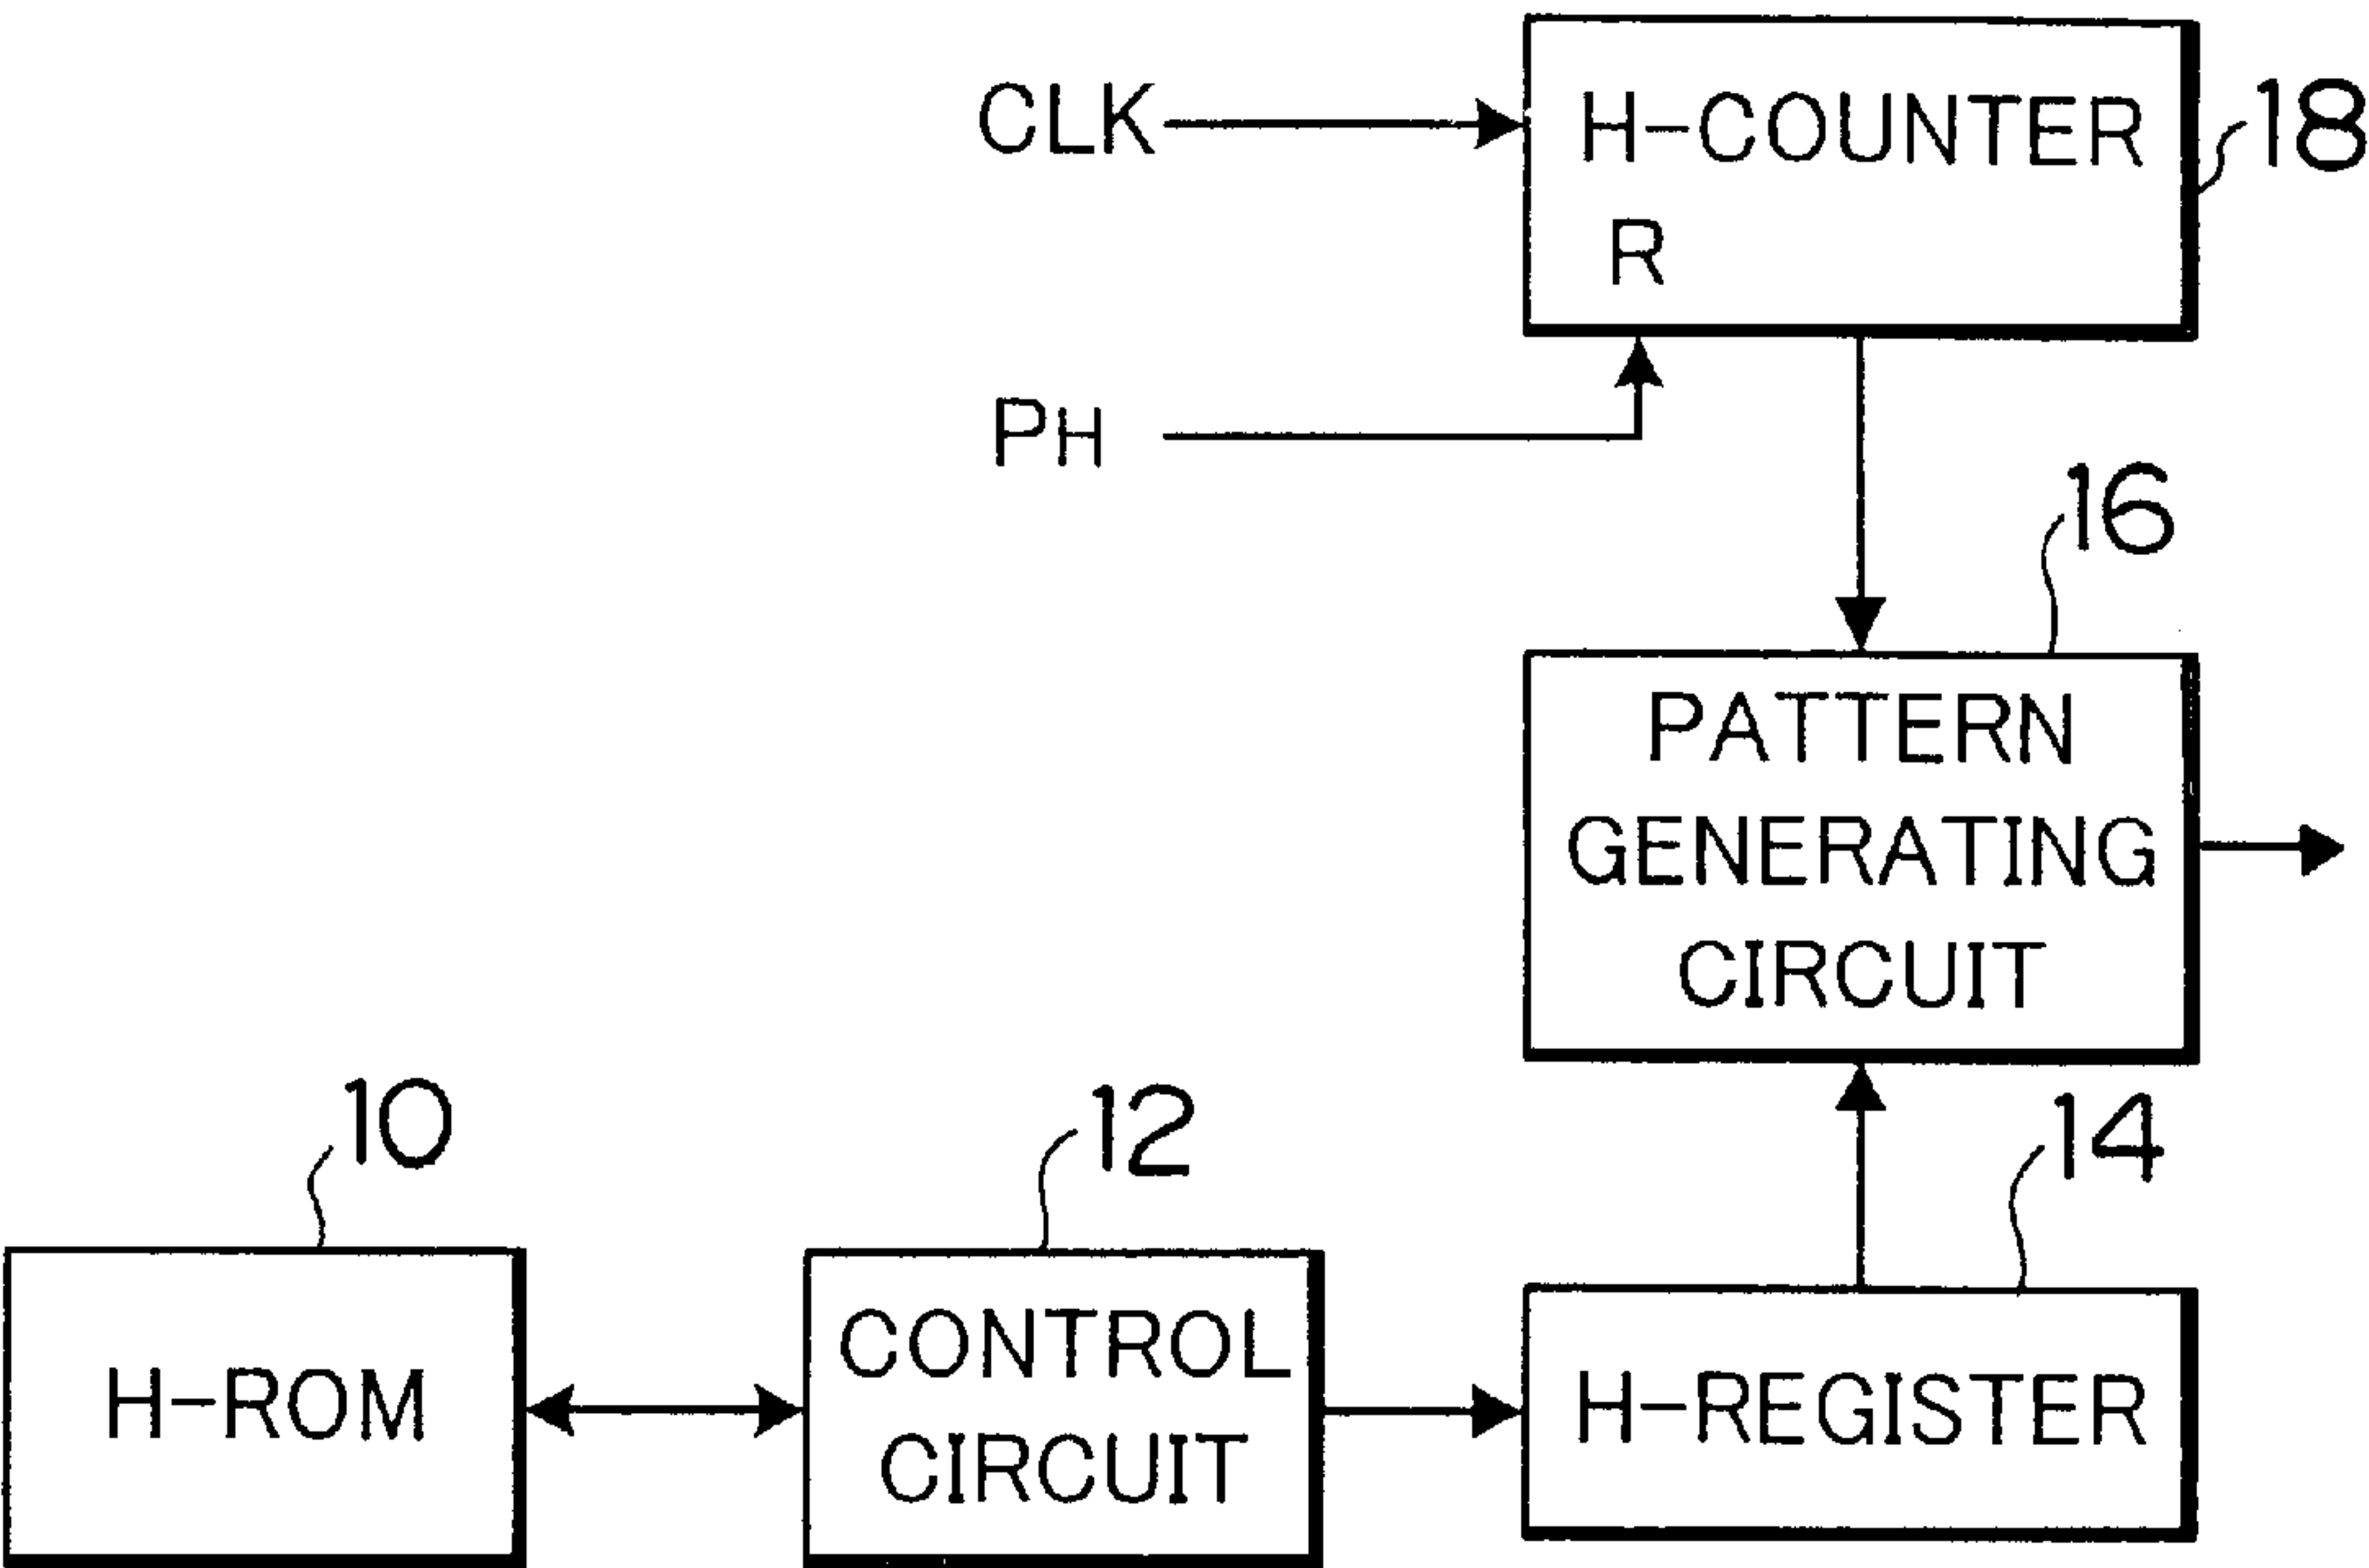 CLK
H-COUNTER
18
R
PH
16
PATTERN
GENERATING
CIRCUIT
10
12
14
H-ROM
CONTROL
CIRCUIT
H-REGISTER